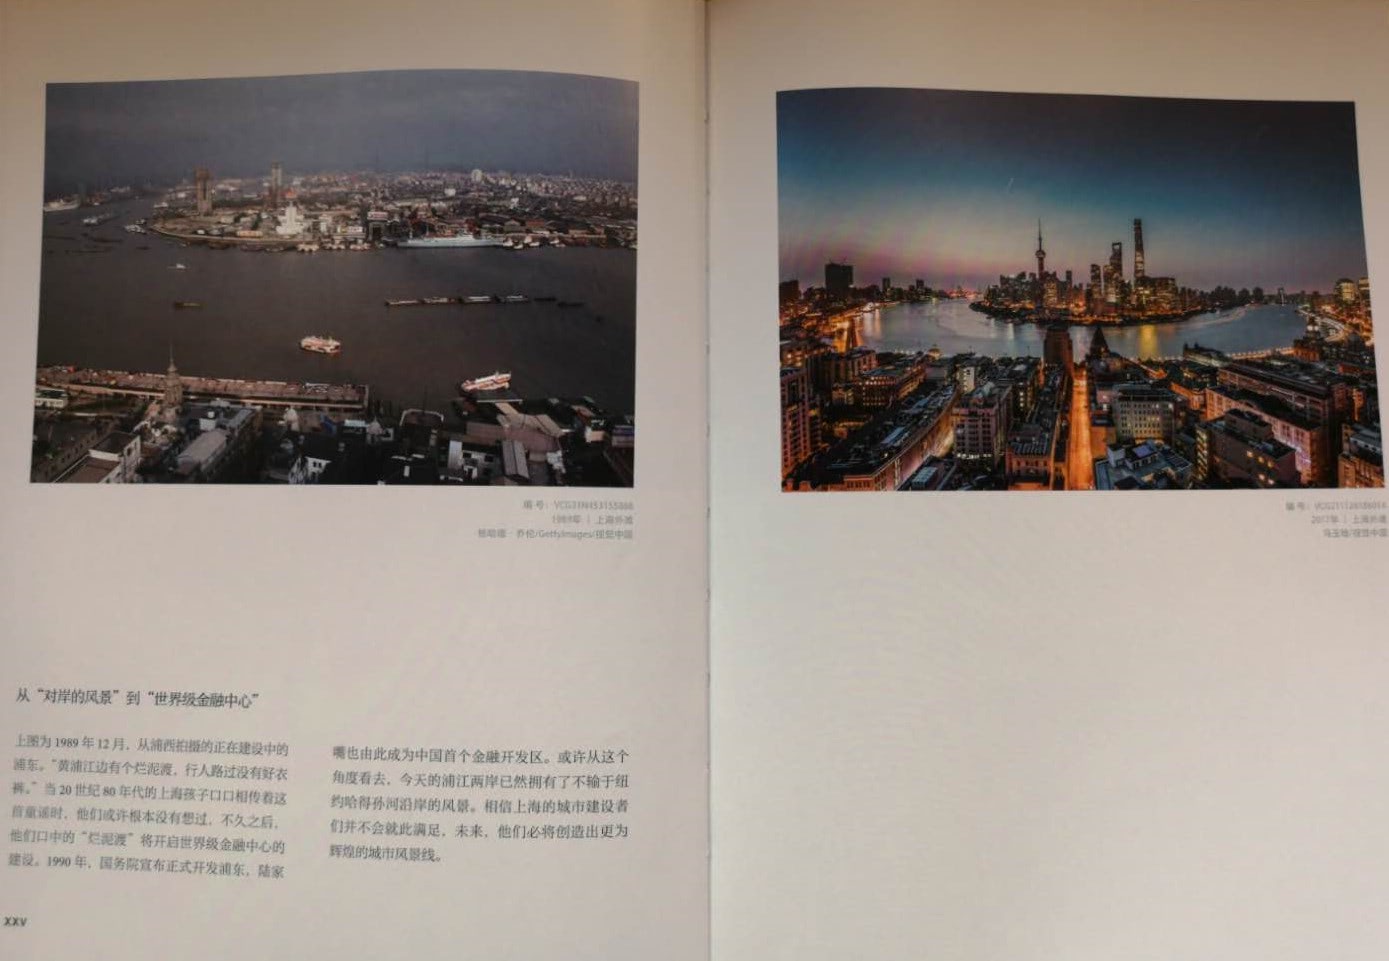 编 号：
1989年 ｜ 上海外滩
乔伦/GettyImages/视觉中国
编 号：
2017年 ｜ 上海外滩
/视觉中国
从“对岸的风景”到“世界级金融中心”
上图为 1989 年 12 月，从浦西拍摄的正在建设中的
浦东。“黄浦江边有个烂泥渡，行人路过没有好衣
裤。”当 20 世纪 80 年代的上海孩子口口相传着这
首童谣时，他们或许根本没有想过，不久之后，
他们口中的“烂泥渡”将开启世界级金融中心的
建设。1990 年，国务院宣布正式开发浦东，陆家
嘴也由此成为中国首个金融开发区。或许从这个
角度看去，今天的浦江两岸已然拥有了不输于纽
约哈得孙河沿岸的风景。相信上海的城市建设者
们并不会就此满足，未来，他们必将创造出更为
辉煌的城市风景线。
XXV